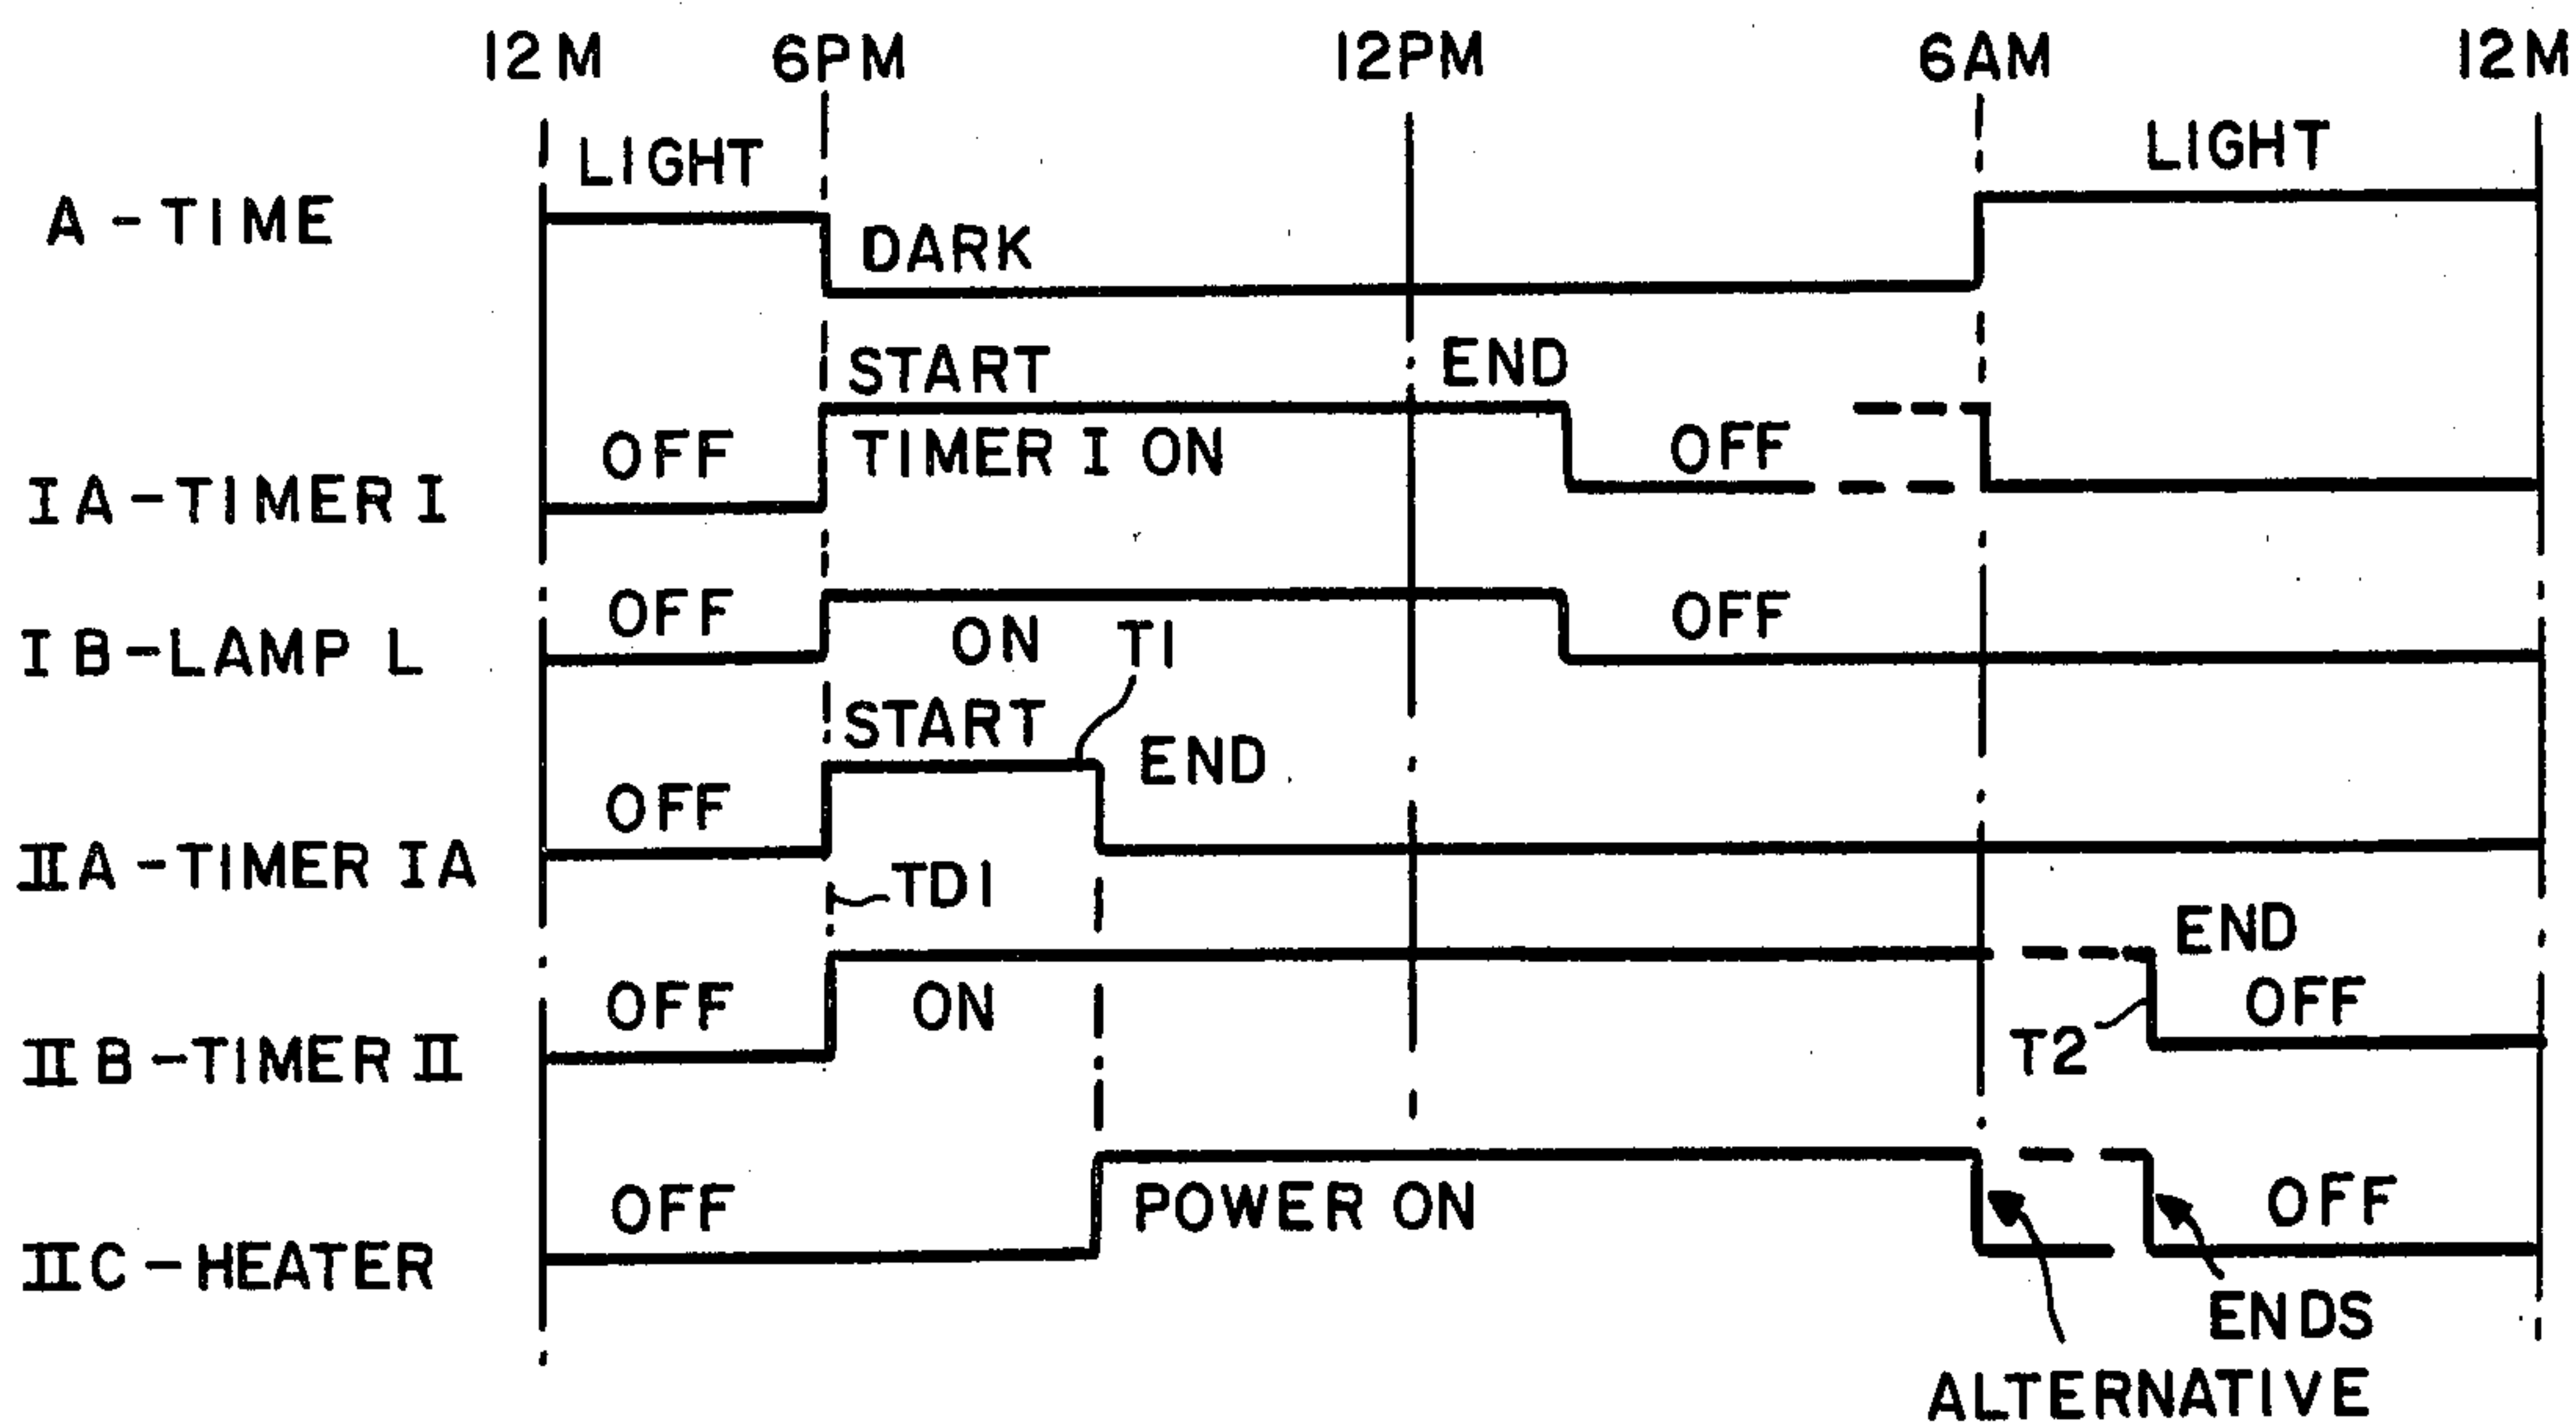 12M 6PM 12PM 6AM 12M
LIGHT LIGHT
A-TIME
DARK
START END
OFF TIMER I ON OFF
IA-TIMER I
OFF ON T1 OFF
IB-LAMP L
START END
OFF
IIA-TIMER IA
TD1
END
OFF ON T2 OFF
IIB-TIMER II
OFF POWER ON OFF
IIC-HEATER
ENDS
ALTERNATIVE